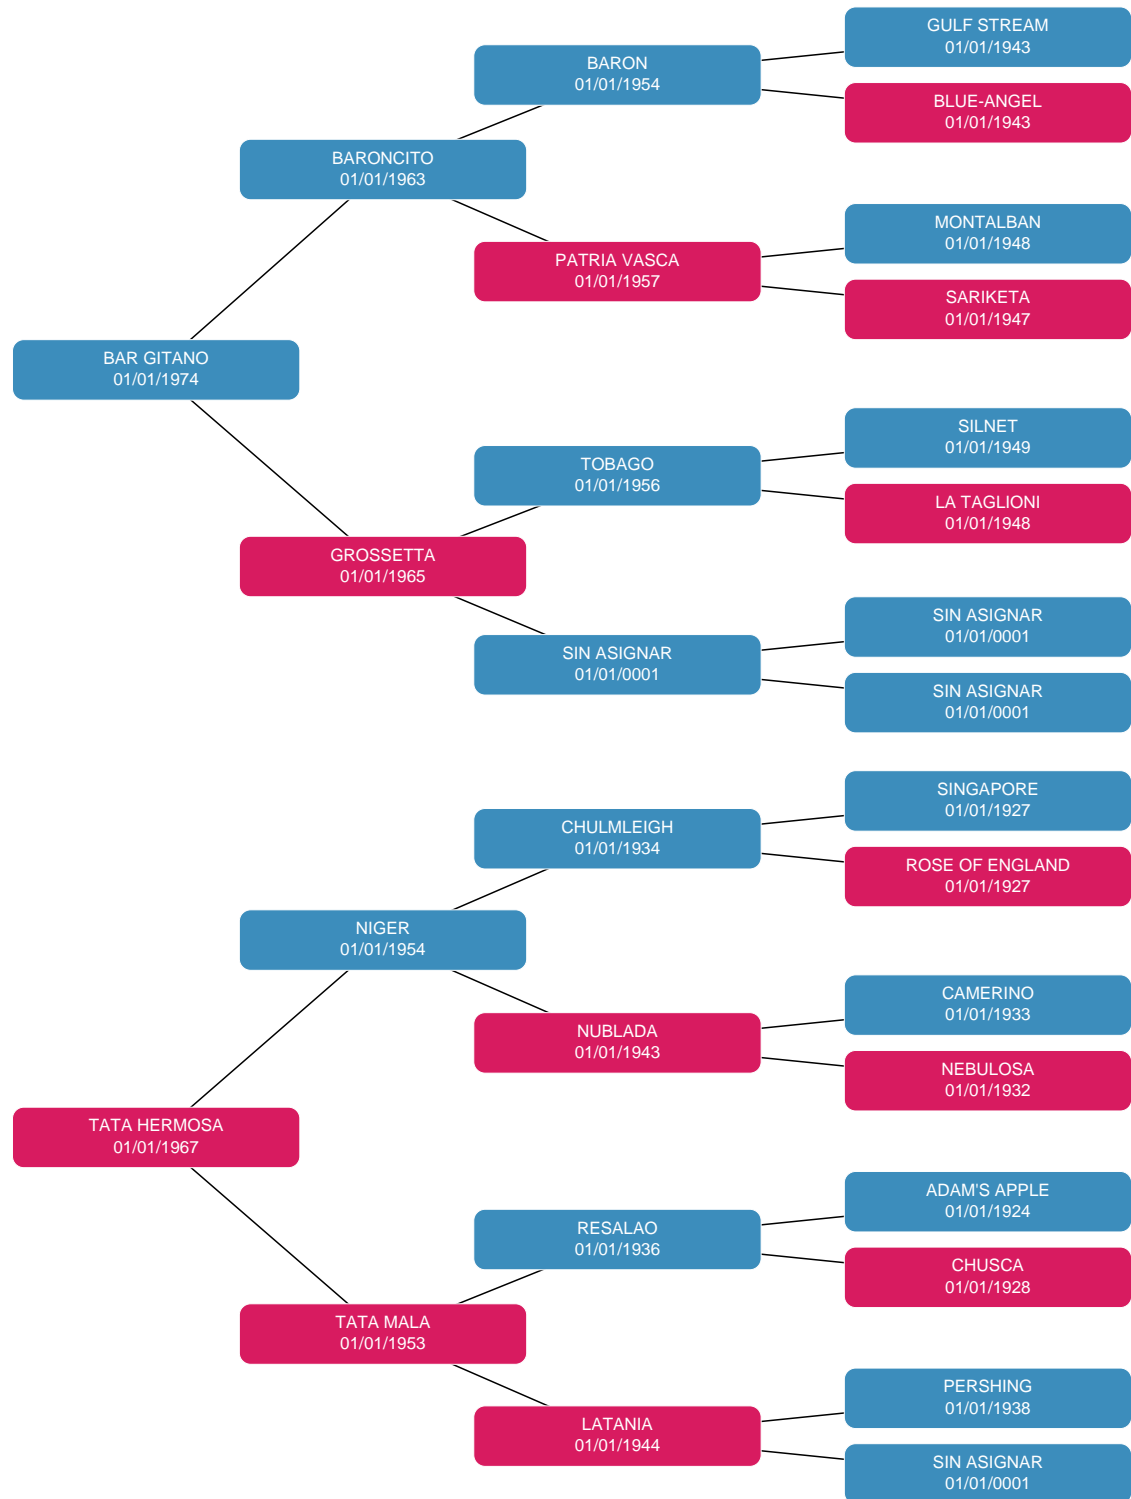 GULF STREAM
01/01/1943
BARON
01/01/1954
BLUE-ANGEL
01/01/1943
BARONCITO
01/01/1963
MONTALBAN
01/01/1948
PATRIA VASCA
01/01/1957
SARIKETA
01/01/1947
BAR GITANO
01/01/1974
SILNET
01/01/1949
TOBAGO
01/01/1956
LA TAGLIONI
01/01/1948
GROSSETTA
01/01/1965
SIN ASIGNAR
01/01/0001
SIN ASIGNAR
01/01/0001
SIN ASIGNAR
01/01/0001
SINGAPORE
01/01/1927
CHULMLEIGH
01/01/1934
ROSE OF ENGLAND
01/01/1927
NIGER
01/01/1954
CAMERINO
01/01/1933
NUBLADA
01/01/1943
NEBULOSA
01/01/1932
TATA HERMOSA
01/01/1967
ADAM'S APPLE
01/01/1924
RESALAO
01/01/1936
CHUSCA
01/01/1928
TATA MALA
01/01/1953
PERSHING
01/01/1938
LATANIA
01/01/1944
SIN ASIGNAR
01/01/0001